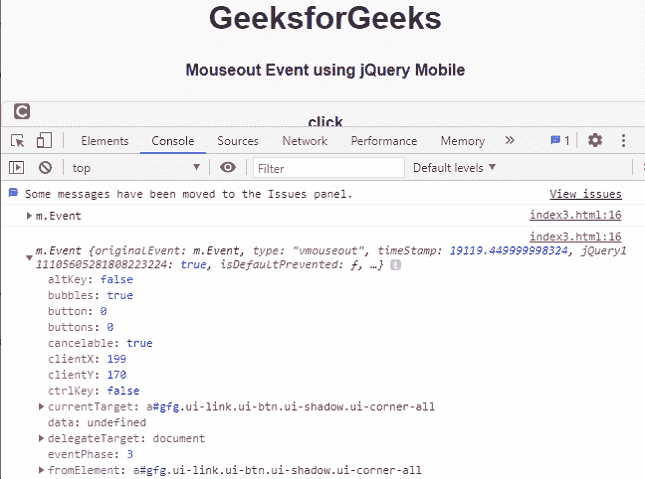 GeeksforGeeks
Mouseout Event using jQuery Mobile
click
Elements Console Sources Network Performance Memory » 1
top Filter Default levels
Some messages have been moved to the Issues panel. View issues
m.Event index3.html:16
index3.html:16
m.Event {originalEvent: m.Event, type: "vmouseout", timeStamp: 19119.449999998324, jQuery1
11105605281808223224: true, isDefaultPrevented: ƒ, …} i
altKey: false
bubbles: true
button: 0
buttons: 0
cancelable: true
clientX: 199
clientY: 170
ctrlKey: false
currentTarget: a#gfg.ui-link.ui-btn.ui-shadow.ui-corner-all
data: undefined
delegateTarget: document
eventPhase: 3
fromElement: a#gfg.ui-link.ui-btn.ui-shadow.ui-corner-all